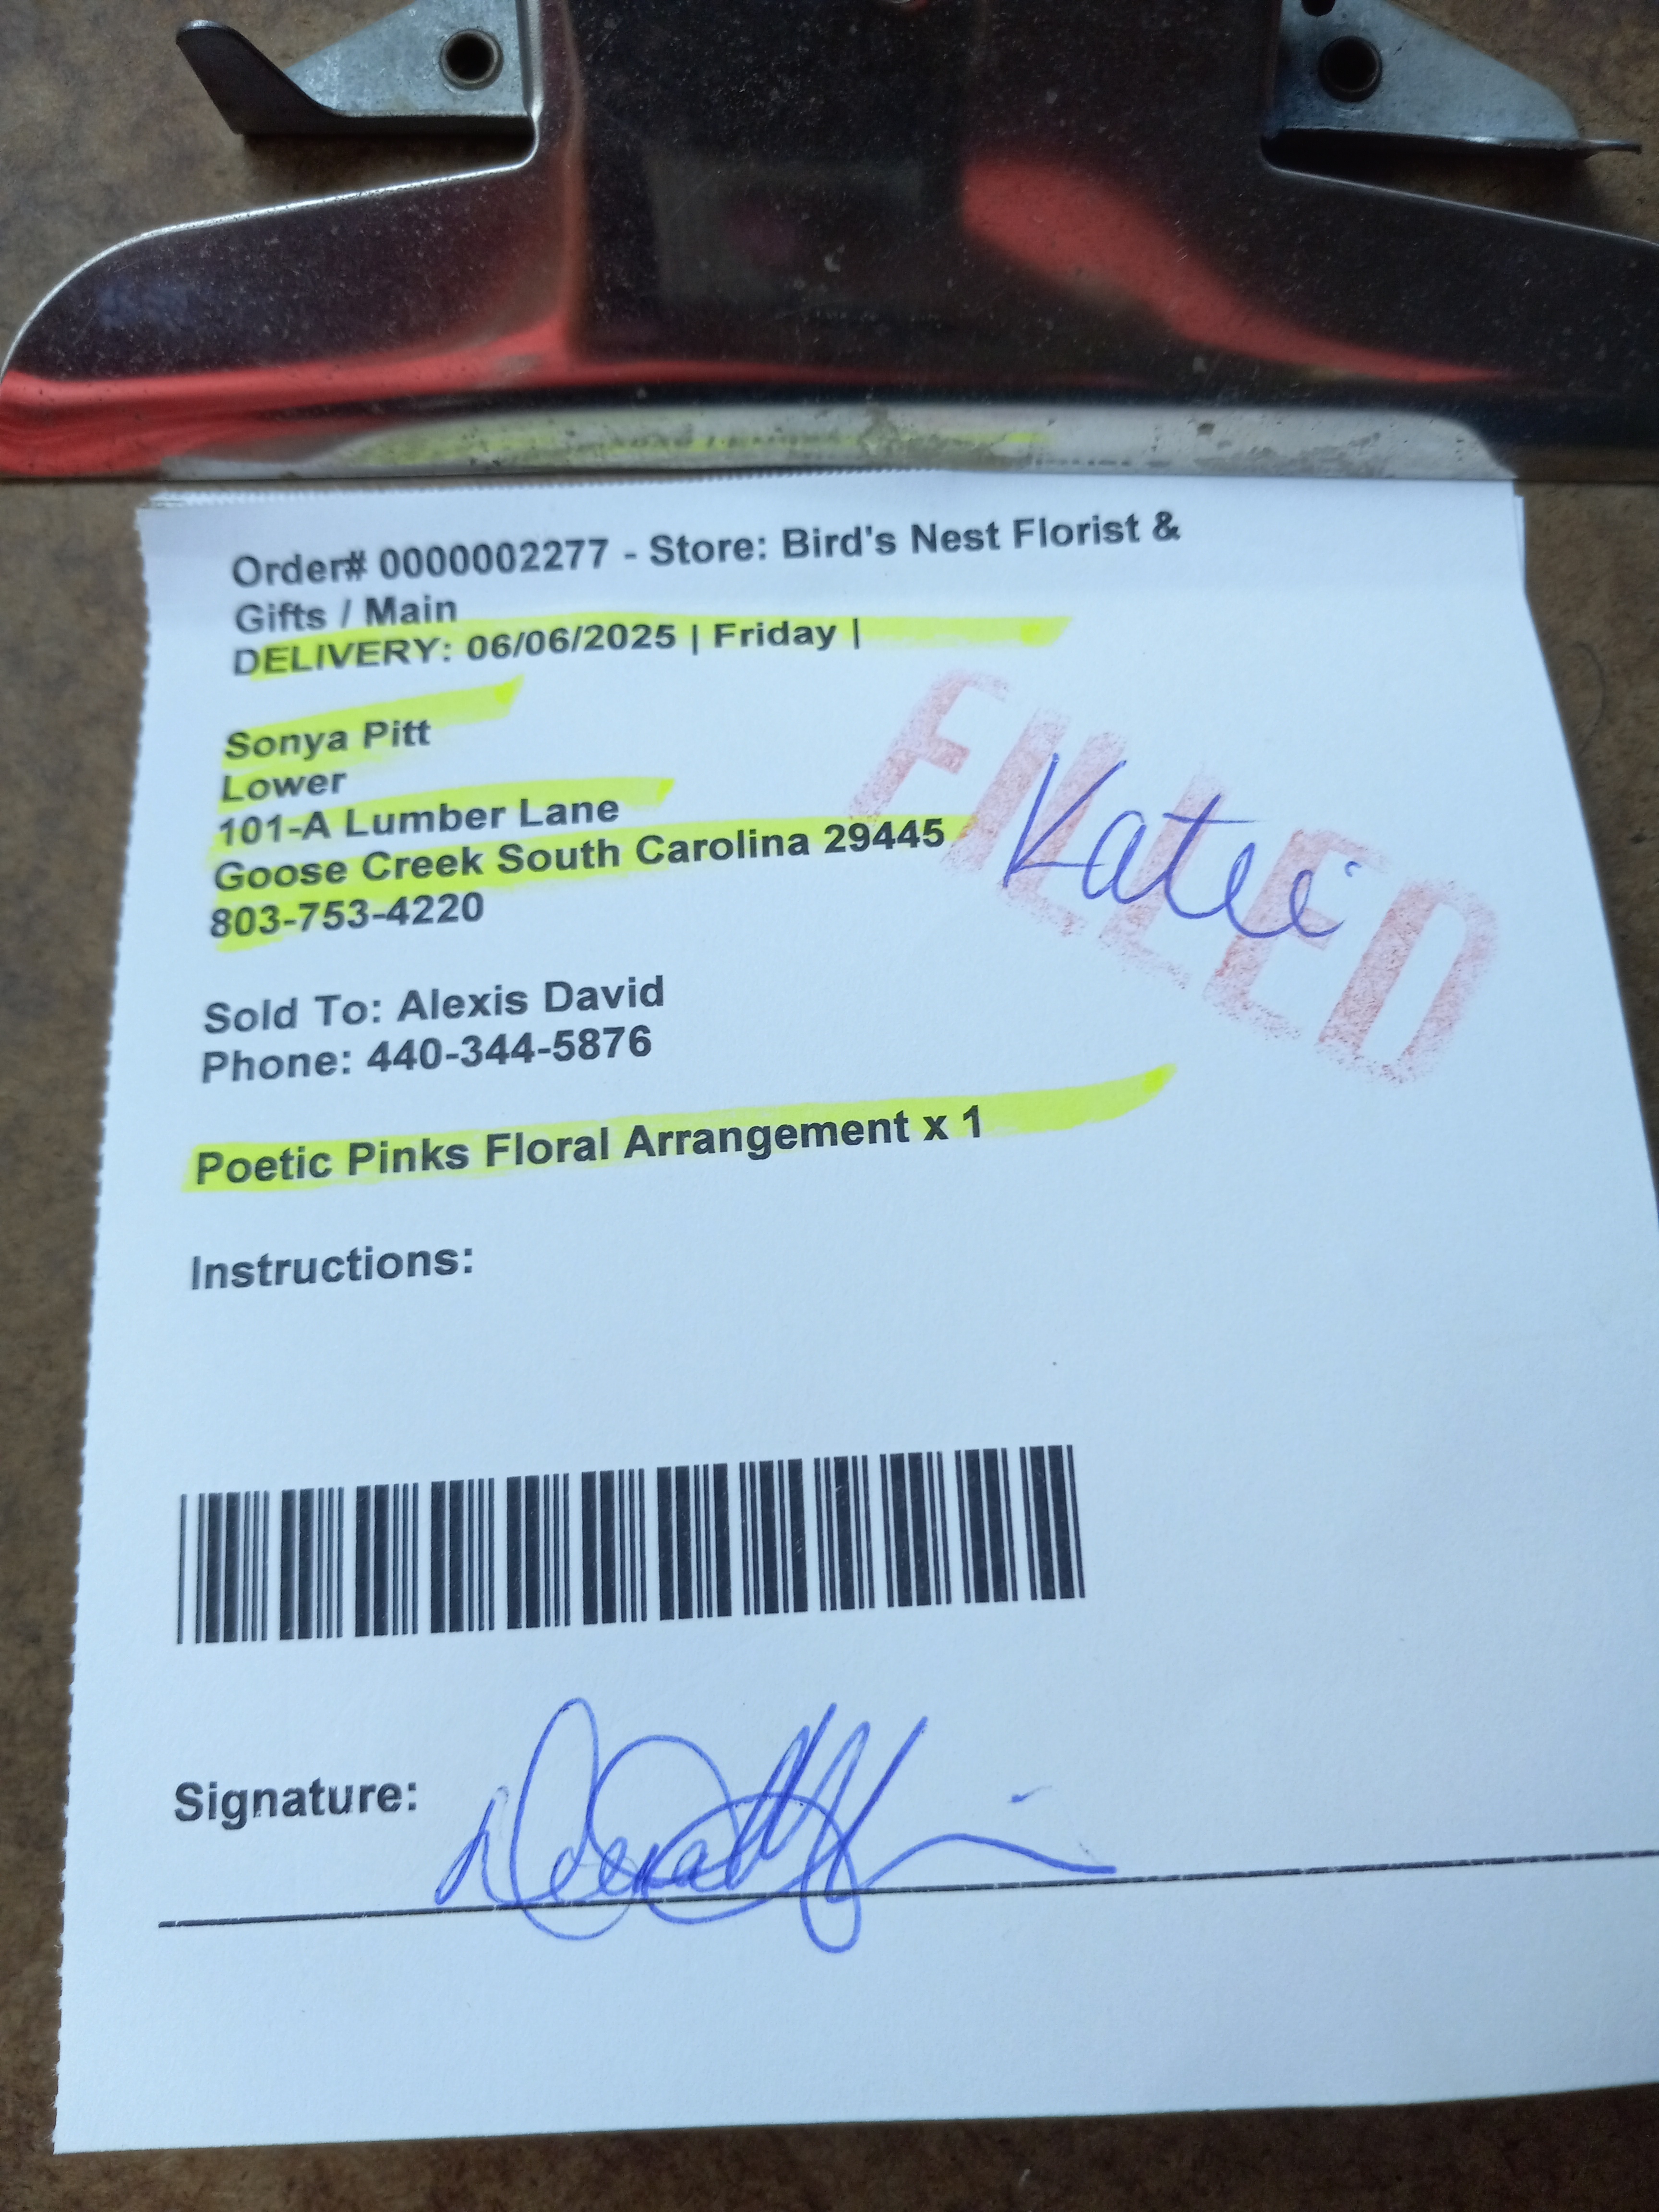 Order# 0000002277 - Store: Bird's Nest Florist &
Gifts / Main
DELIVERY: 06/06/2025 | Friday |
Sonya Pitt
Lower
101-A Lumber Lane
Goose Creek South Carolina 29445
803-753-4220
FILLED
Katie
Sold To: Alexis David
Phone: 440-344-5876
Poetic Pinks Floral Arrangement x 1
Instructions:
Signature: